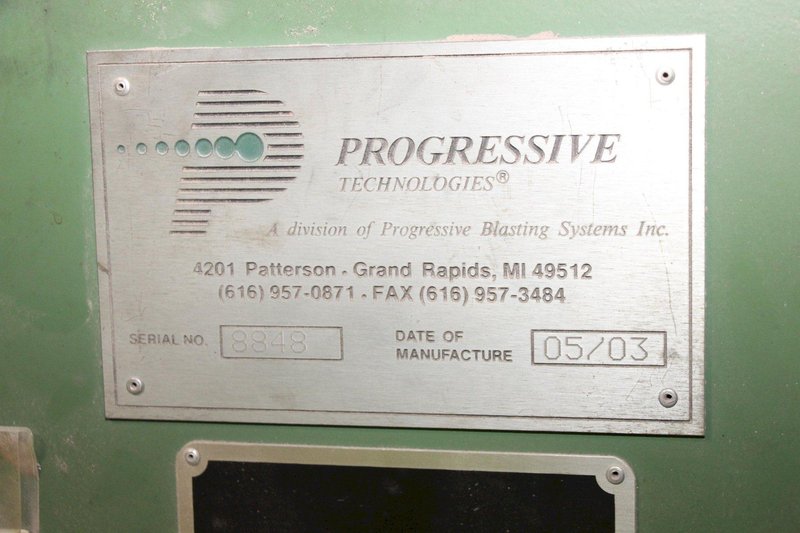 PROGRESSIVE
TECHNOLOGIES®
A division of Progressive Blasting Systems Inc.
4201 Patterson - Grand Rapids, MI 49512
(616) 957-0871 - FAX (616) 957-3484
SERIAL NO. 8848
DATE OF
MANUFACTURE 05/03